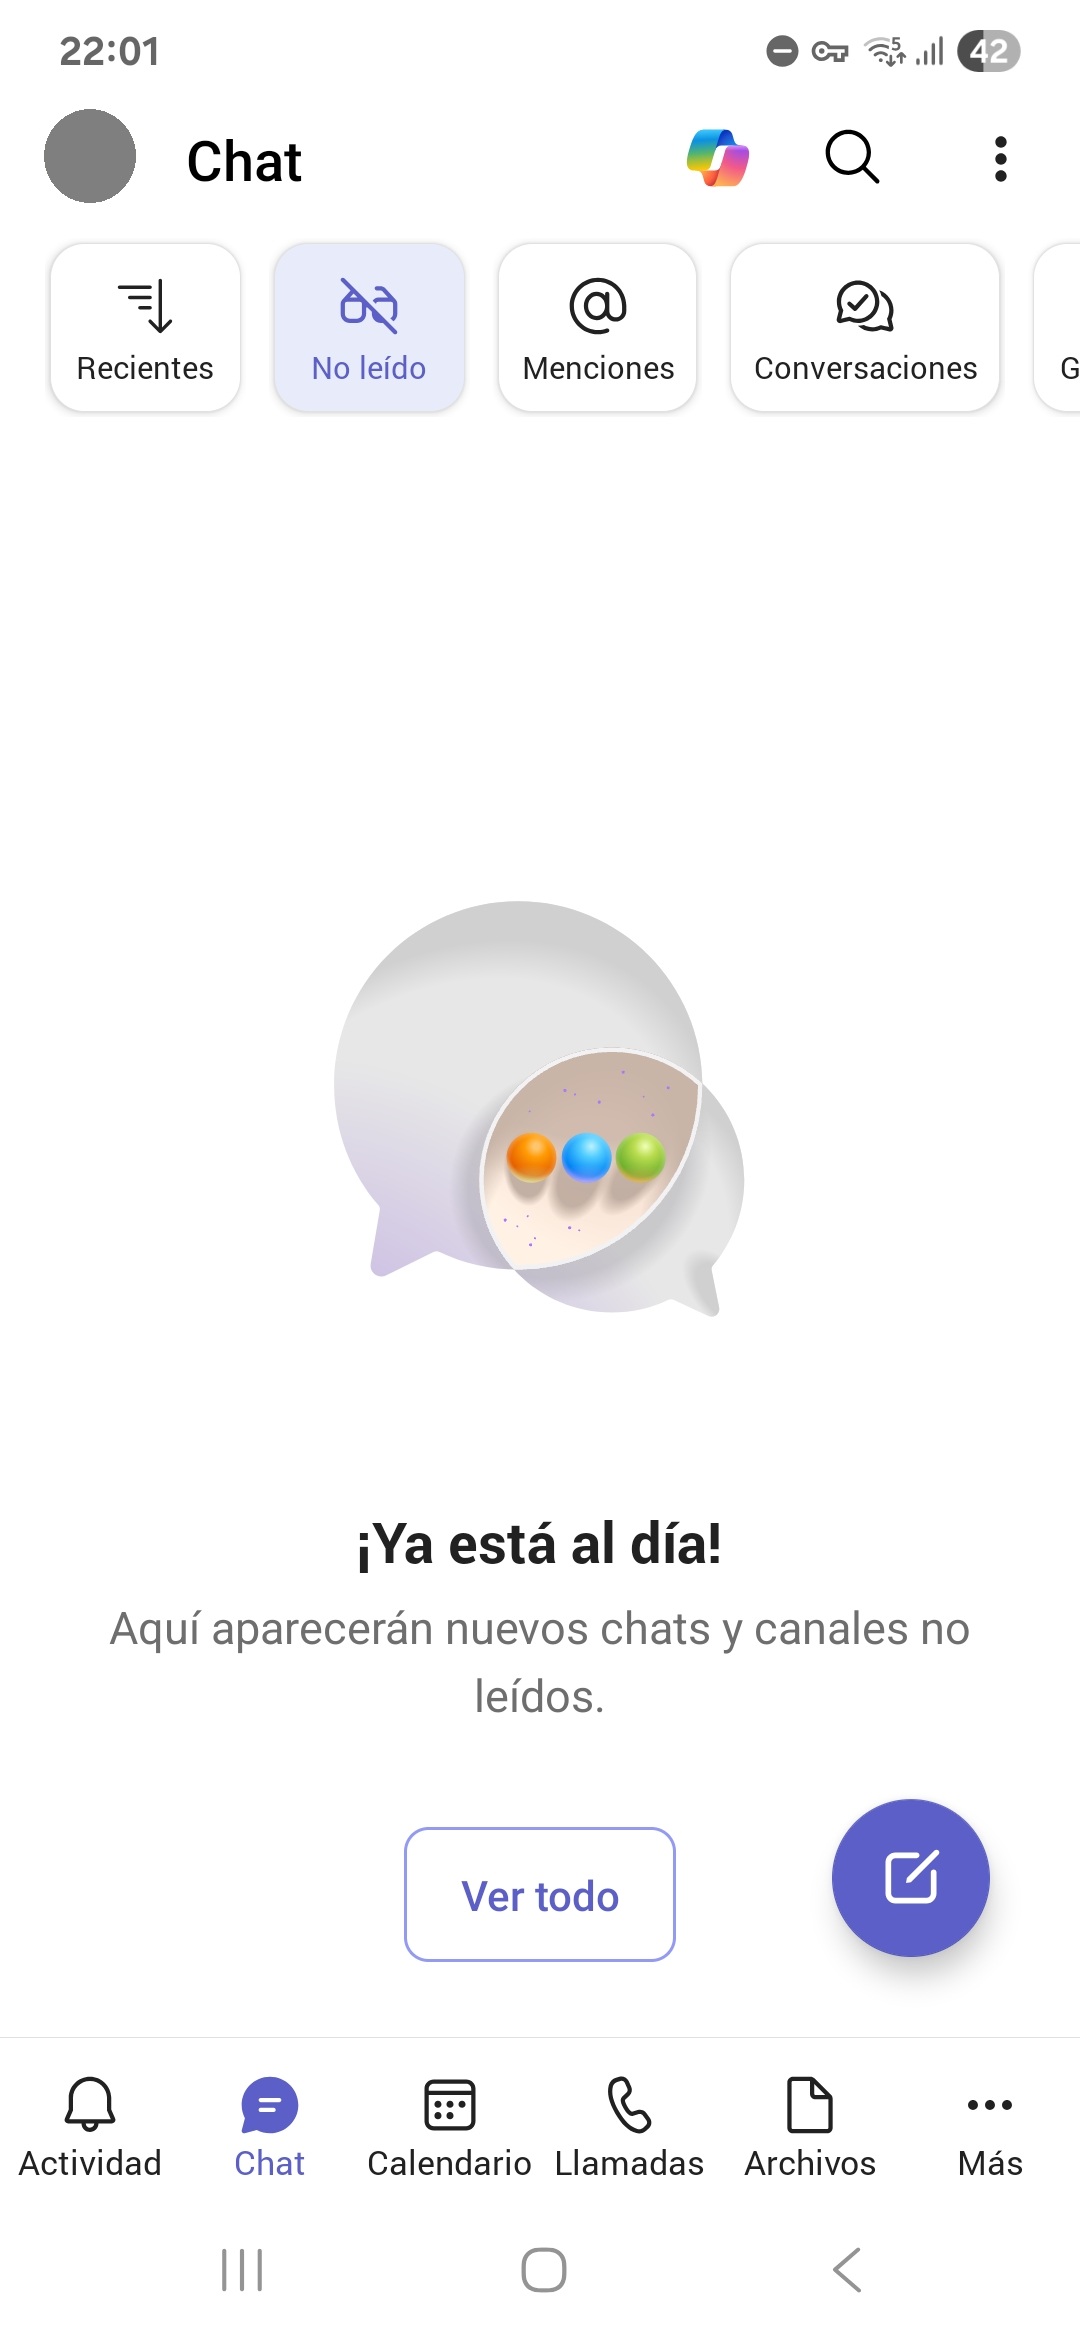 22:01
5
42
Chat
Recientes
No leído
Menciones
Conversaciones
G
¡Ya está al día!
Aquí aparecerán nuevos chats y canales no
leídos.
Ver todo
Actividad
Chat
Calendario
Llamadas
Archivos
Más